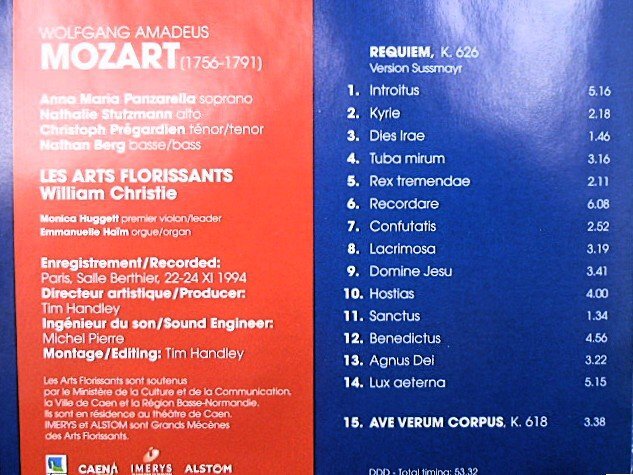 WOLFGANG AMADEUS
MOZART (1756-1791)
Anna Maria Panzarella soprano
Nathalie Stutzmann alto
Christoph Prégardien ténor/tenor
Nathan Berg basse/bass
LES ARTS FLORISSANTS
William Christie
Monica Huggett premier violon/leader
Emmanuelle Haïm orgue/organ
Enregistrement/Recorded:
Paris, Salle Berthier, 22-24 XI 1994
Directeur artistique/Producer:
Tim Handley
Ingénieur du son/Sound Engineer:
Michel Pierre
Montage/Editing: Tim Handley
Les Arts Florissants sont soutenus
par le Ministère de la Culture et de la Communication,
la Ville de Caen et la Région Basse-Normandie.
Ils sont en résidence au théâtre de Caen.
IMERYS et ALSTOM sont Grands Mécènes
des Arts Florissants.
CAEN
IMERYS
ALSTOM
REQUIEM, K. 626
Version Sussmayr
1. Introitus 5.16
2. Kyrie 2.18
3. Dies Irae 1.46
4. Tuba mirum 3.16
5. Rex tremendae 2.11
6. Recordare 6.08
7. Confutatis 2.52
8. Lacrimosa 3.19
9. Domine Jesu 3.41
10. Hostias 4.00
11. Sanctus 1.34
12. Benedictus 4.56
13. Agnus Dei 3.22
14. Lux aeterna 5.15
15. AVE VERUM CORPUS, K. 618 3.38
DDD - Total timing: 53.32